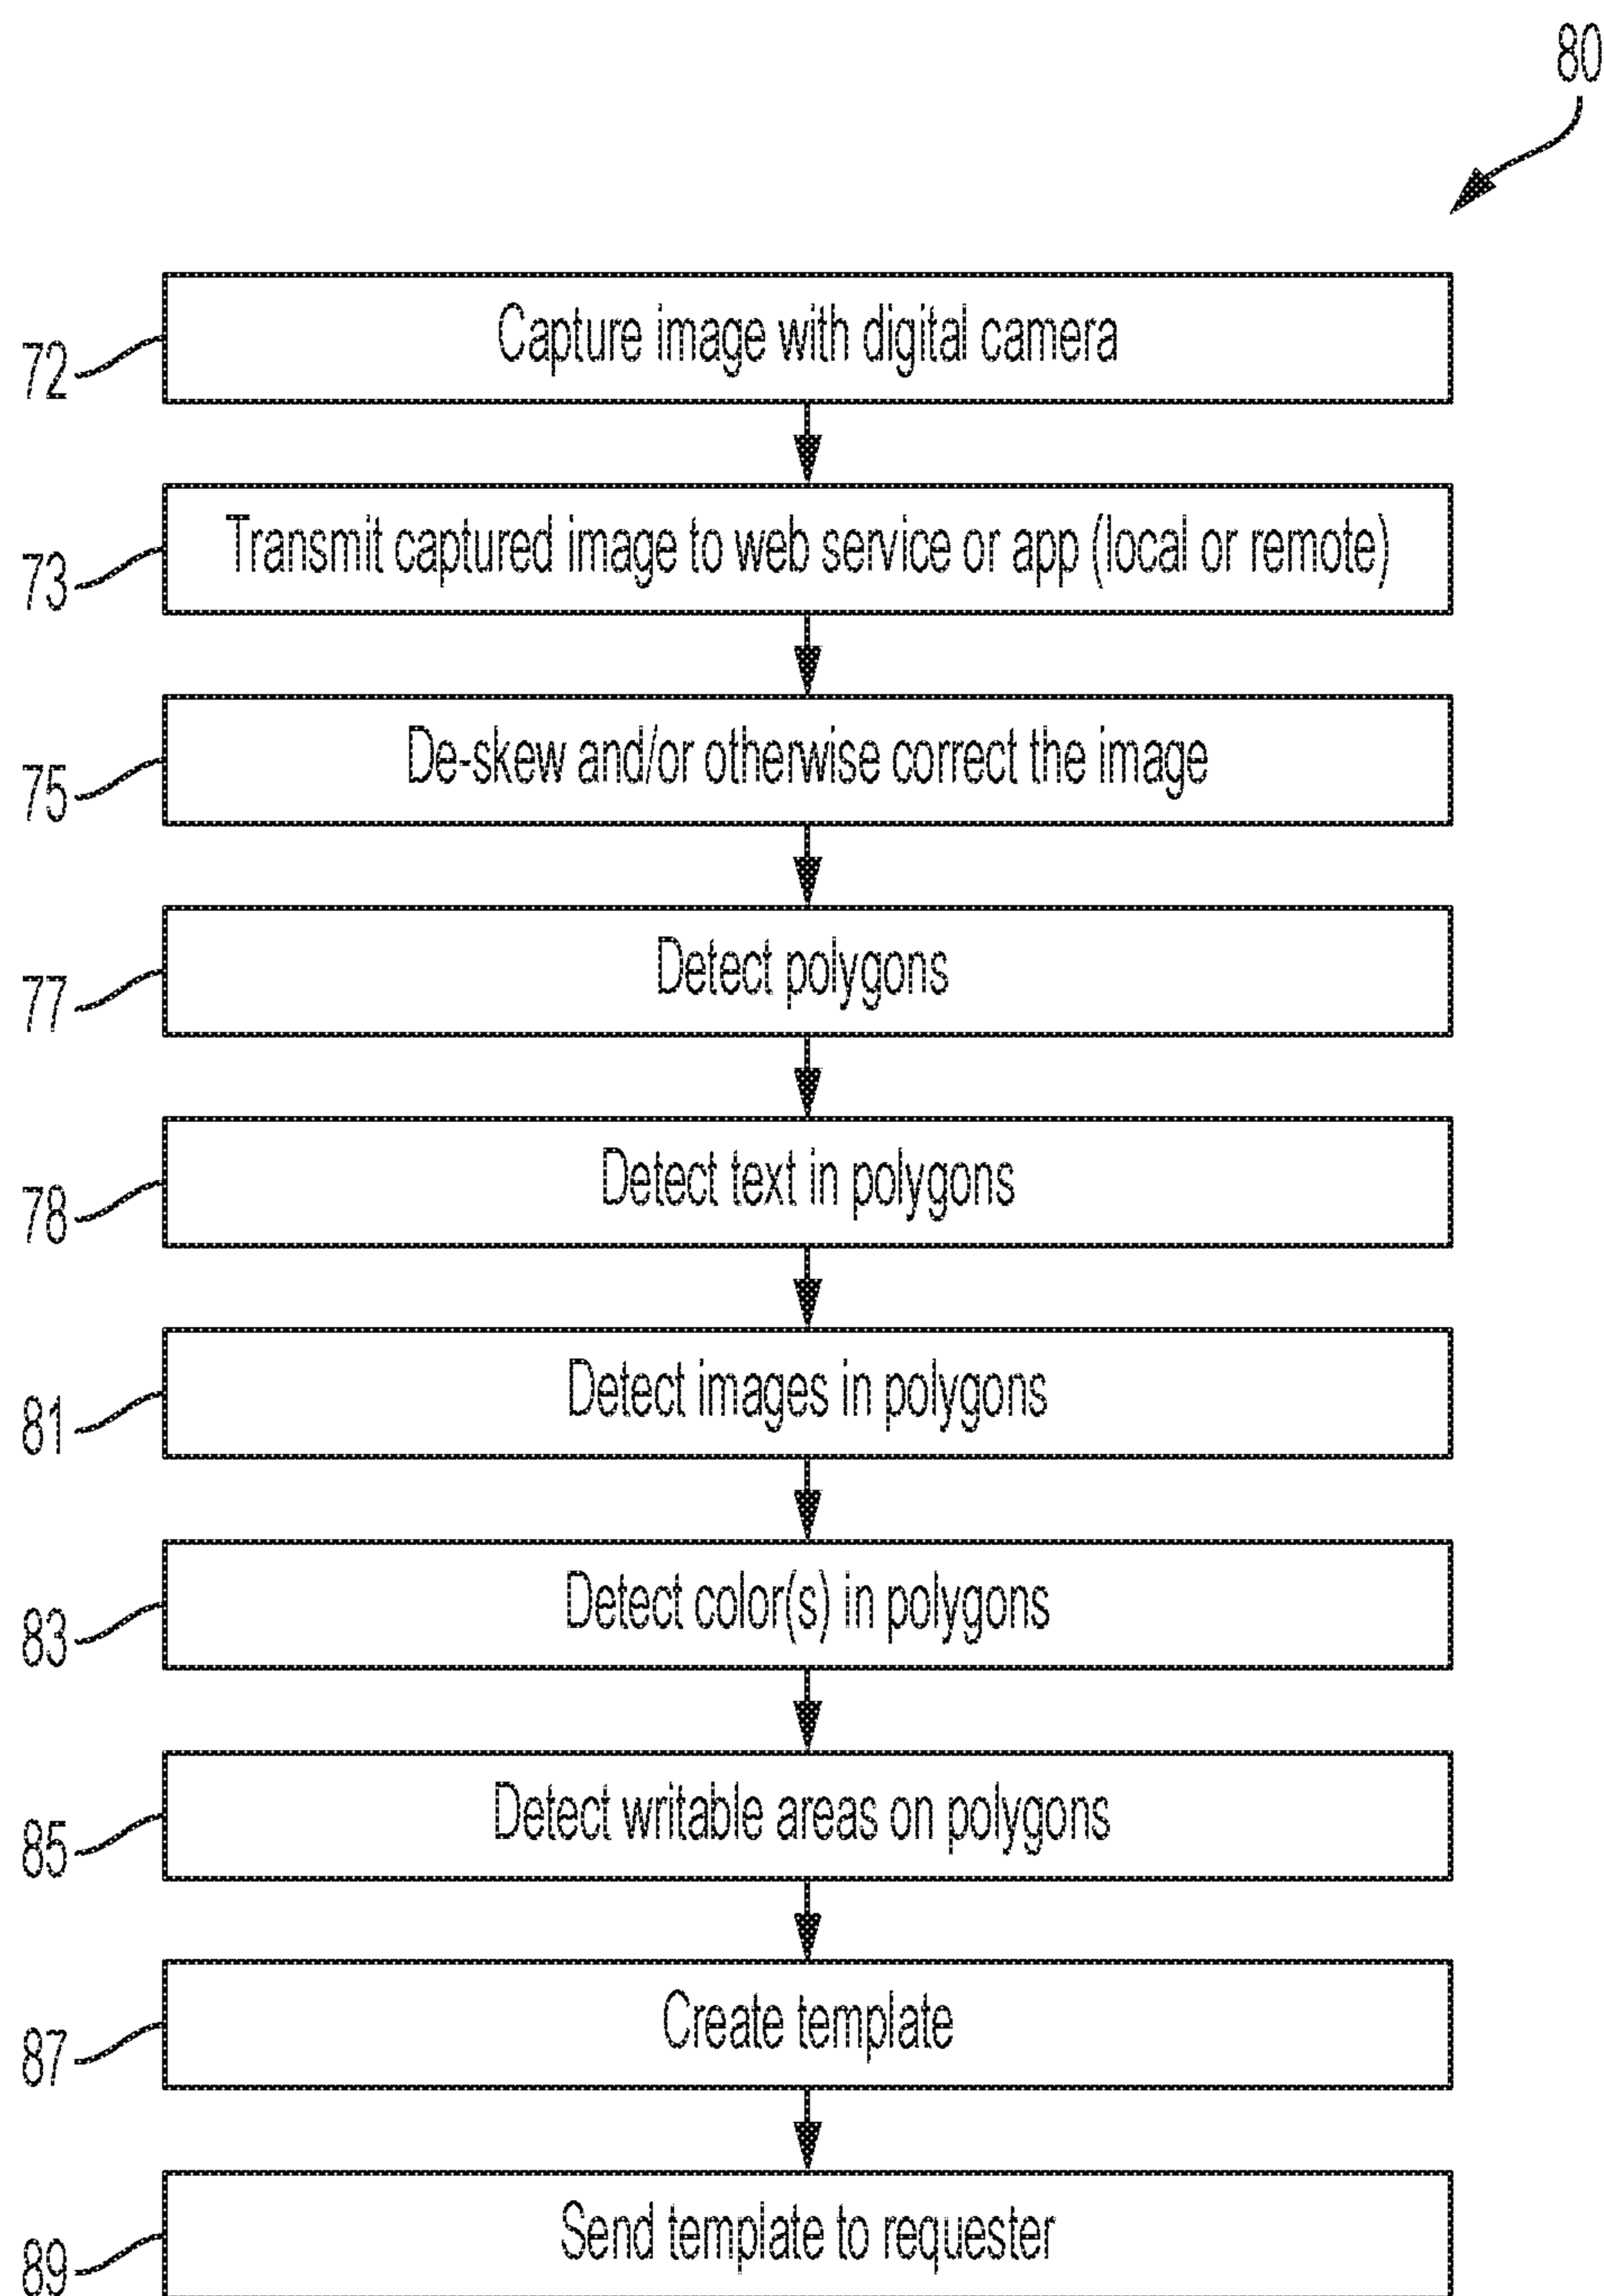 80
72 Capture image with digital camera
73 Transmit captured image to web service or app (local or remote)
75 De-skew and/or otherwise correct the image
77 Detect polygons
78 Detect text in polygons
81 Detect images in polygons
83 Detect color(s) in polygons
85 Detect writable areas on polygons
87 Create template
89 Send template to requester